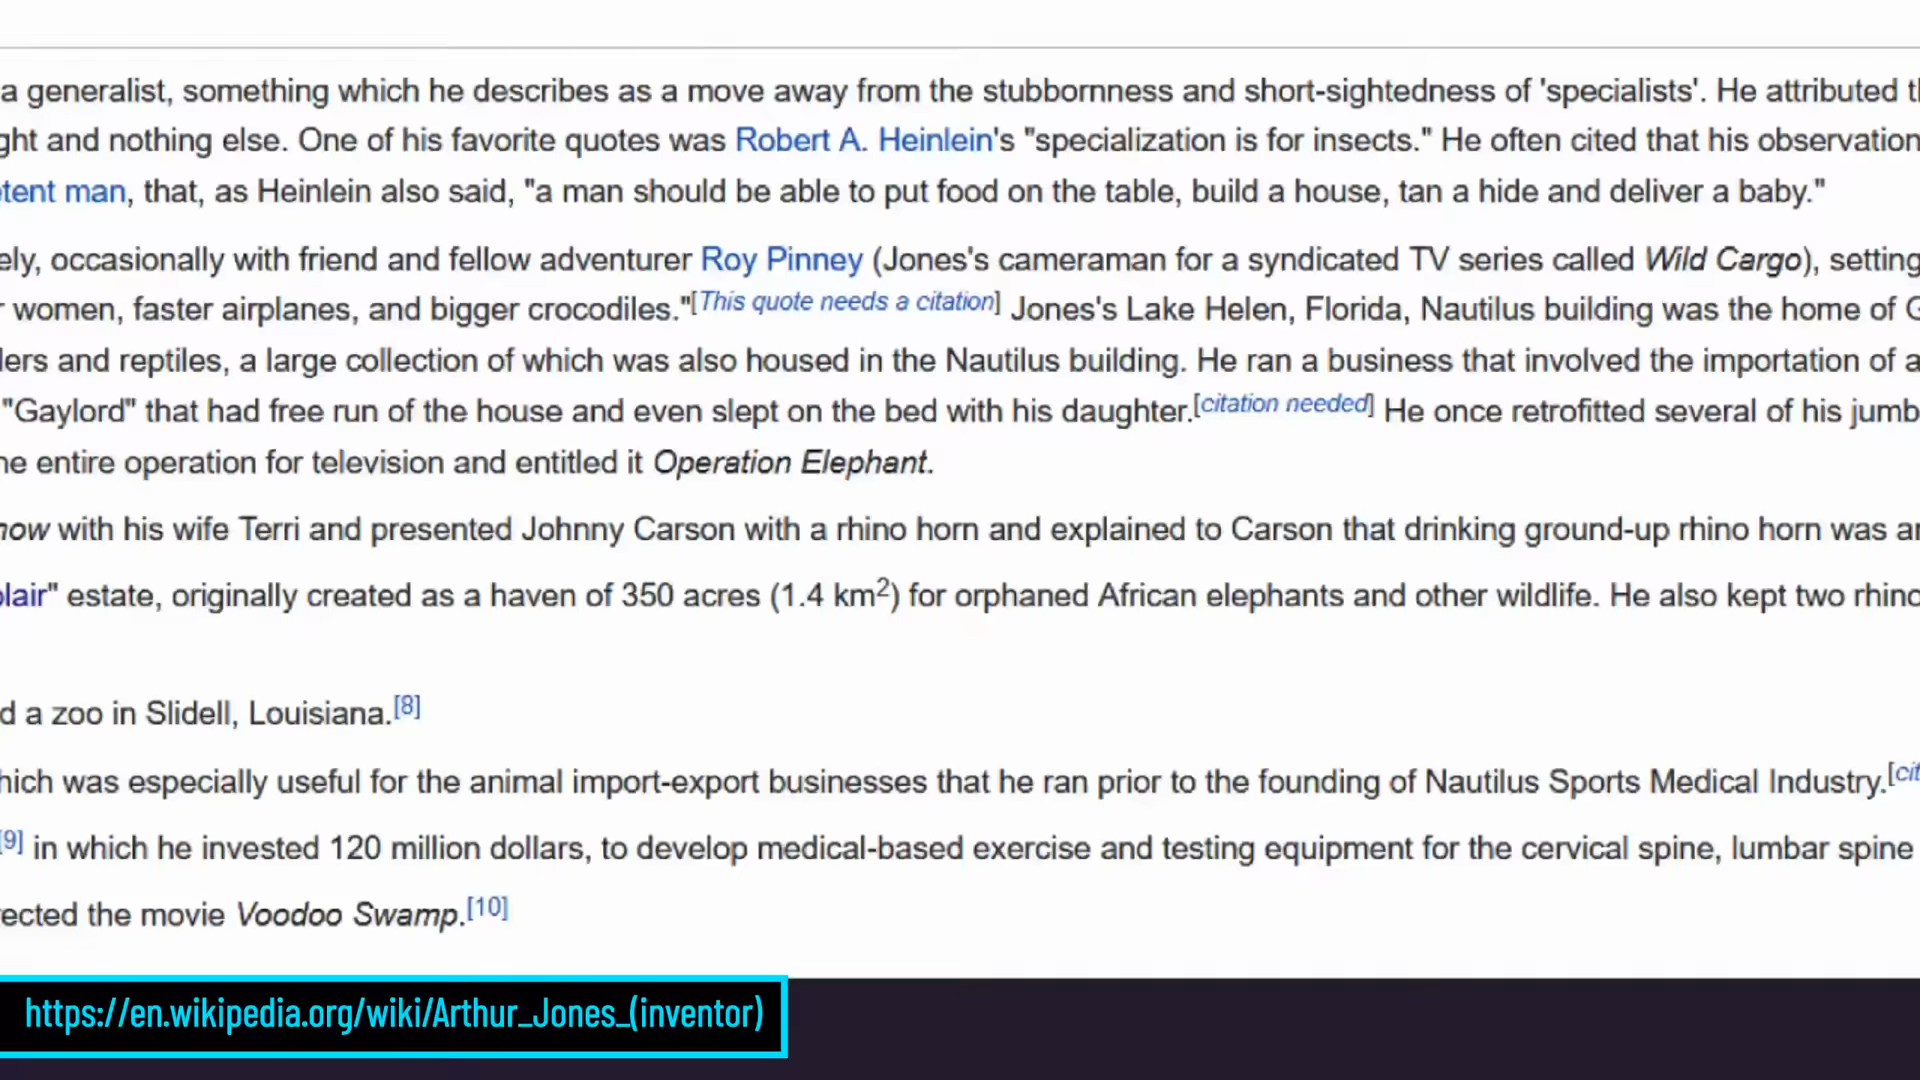 a generalist, something which he describes as a move away from the stubbornness and short-sightedness of 'specialists'. He attributed
ght and nothing else. One of his favorite quotes was Robert A. Heinlein's "specialization is for insects." He often cited that his observation
tent man, that, as Heinlein also said, "a man should be able to put food on the table, build a house, tan a hide and deliver a baby."
ely, occasionally with friend and fellow adventurer Roy Pinney (Jones's cameraman for a syndicated TV series called Wild Cargo), setting
r women, faster airplanes, and bigger crocodiles."[This quote needs a citation] Jones's Lake Helen, Florida, Nautilus building was the home of G
lers and reptiles, a large collection of which was also housed in the Nautilus building. He ran a business that involved the importation of a
"Gaylord" that had free run of the house and even slept on the bed with his daughter.[citation needed] He once retrofitted several of his jumb
ne entire operation for television and entitled it Operation Elephant.
how with his wife Terri and presented Johnny Carson with a rhino horn and explained to Carson that drinking ground-up rhino horn was an
blair" estate, originally created as a haven of 350 acres (1.4 km²) for orphaned African elephants and other wildlife. He also kept two rhino
d a zoo in Slidell, Louisiana.[8]
hich was especially useful for the animal import-export businesses that he ran prior to the founding of Nautilus Sports Medical Industry.[cit
[9] in which he invested 120 million dollars, to develop medical-based exercise and testing equipment for the cervical spine, lumbar spine
rected the movie Voodoo Swamp.[10]
https://en.wikipedia.org/wiki/Arthur_Jones_(inventor)